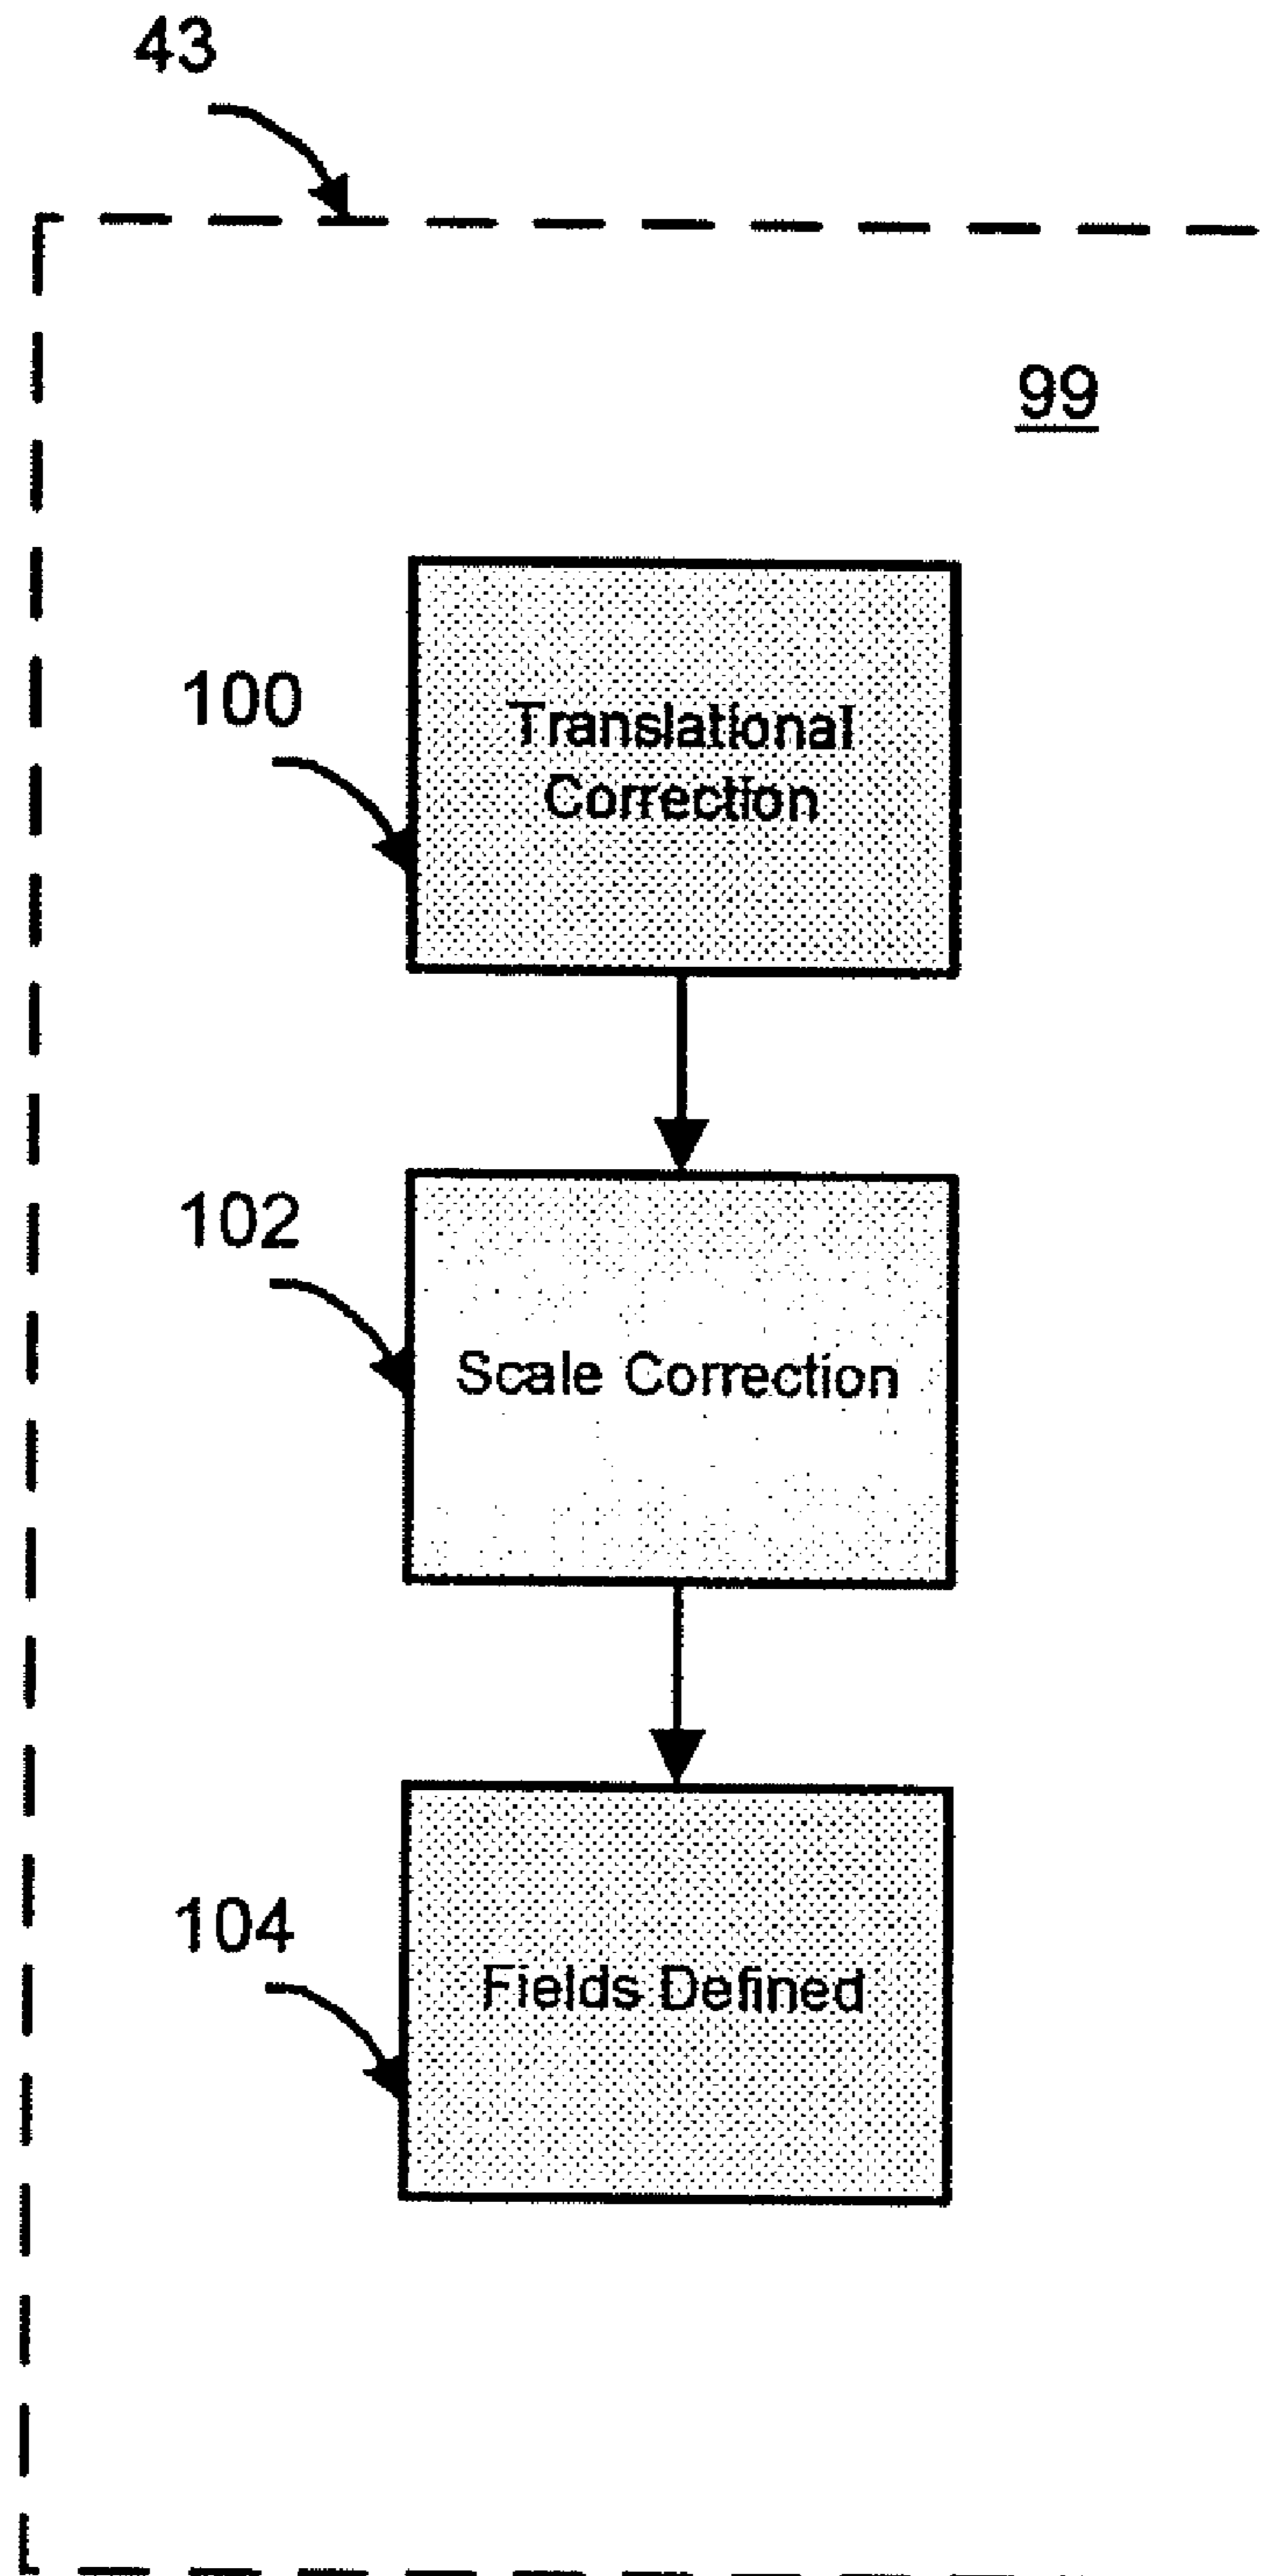 43
99
100
Translational
Correction
102
Scale Correction
104
Fields Defined